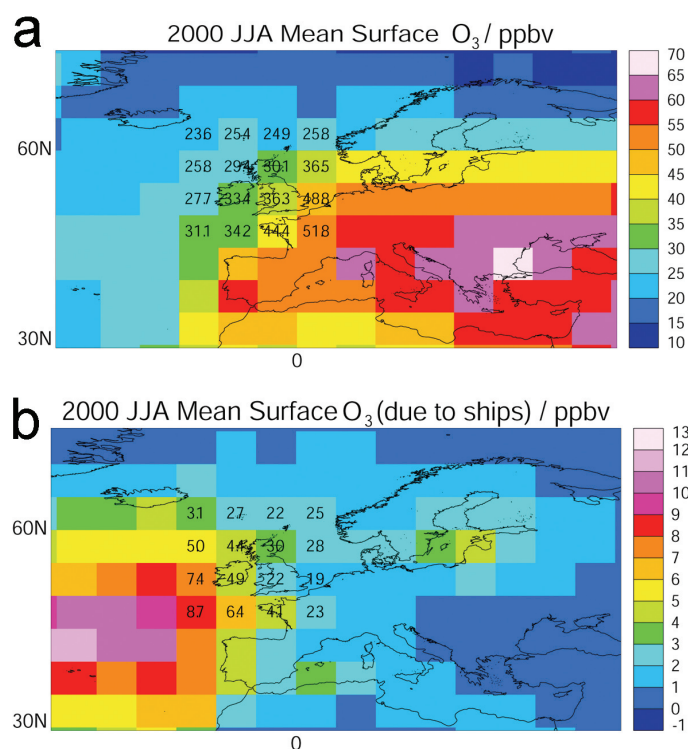 a
2000 JJA Mean Surface O₃ / ppbv
70
65
60
55
50
45
40
35
30
25
20
15
10
236 254 249 258
60N
258 294 301 365
277 334 363 488
311 342 444 518
30N
0
b
2000 JJA Mean Surface O₃ (due to ships) / ppbv
13
12
11
10
9
8
7
6
5
4
3
2
1
0
-1
31 27 22 25
60N
50 44 30 28
74 49 22 19
87 64 41 23
30N
0